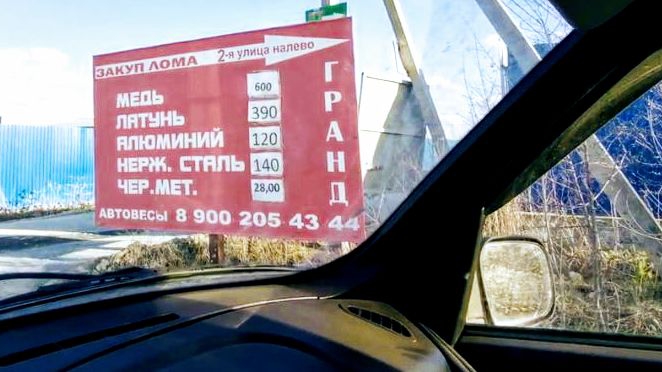 ЗАКУП ЛОМА 2-я улица налево
МЕДЬ 600
ЛАТУНЬ 390
АЛЮМИНИЙ 120
НЕРЖ. СТАЛЬ 140
ЧЕР.МЕТ. 28,00
ГРАНД
АВТОВЕСЫ 8 900 205 43 44